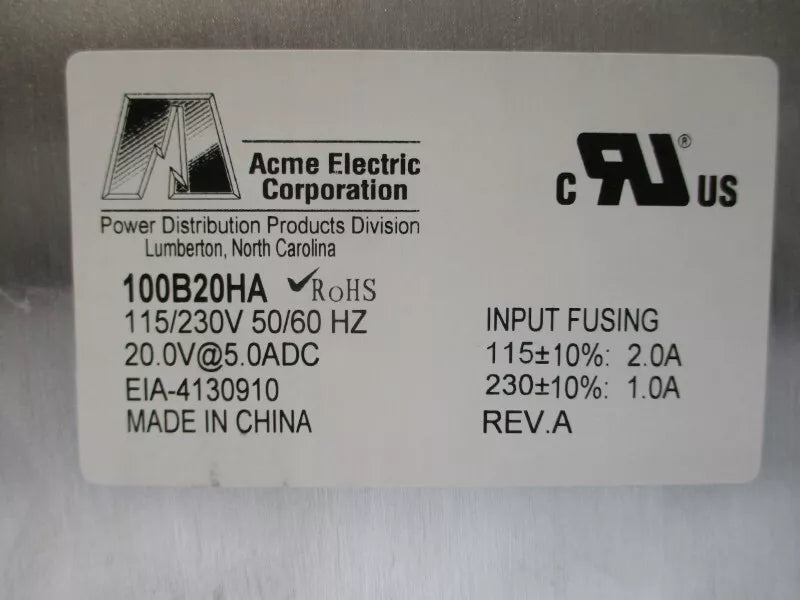 Acme Electric
Corporation
Power Distribution Products Division
Lumberton, North Carolina
C RU® US
100B20HA ✓RoHS
115/230V 50/60 HZ
20.0V@5.0ADC
EIA-4130910
MADE IN CHINA
INPUT FUSING
115±10%: 2.0A
230±10%: 1.0A
REV.A